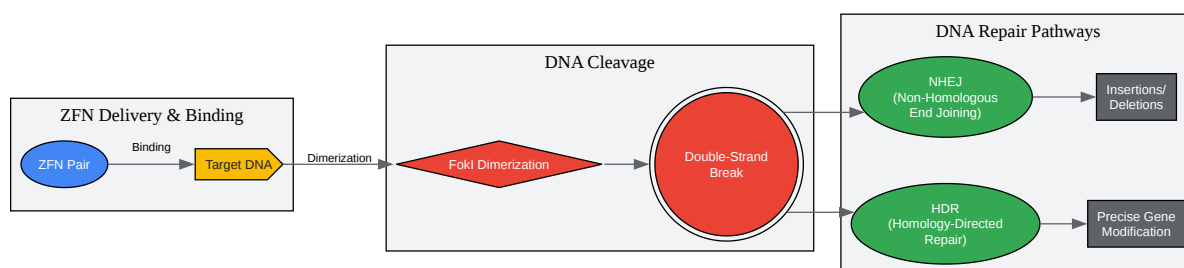 ZFN Delivery & Binding
ZFN Pair
Binding
Target DNA
Dimerization
DNA Cleavage
FokI Dimerization
Double-Strand
Break
DNA Repair Pathways
NHEJ
(Non-Homologous
End Joining)
Insertions/
Deletions
HDR
(Homology-Directed
Repair)
Precise Gene
Modification